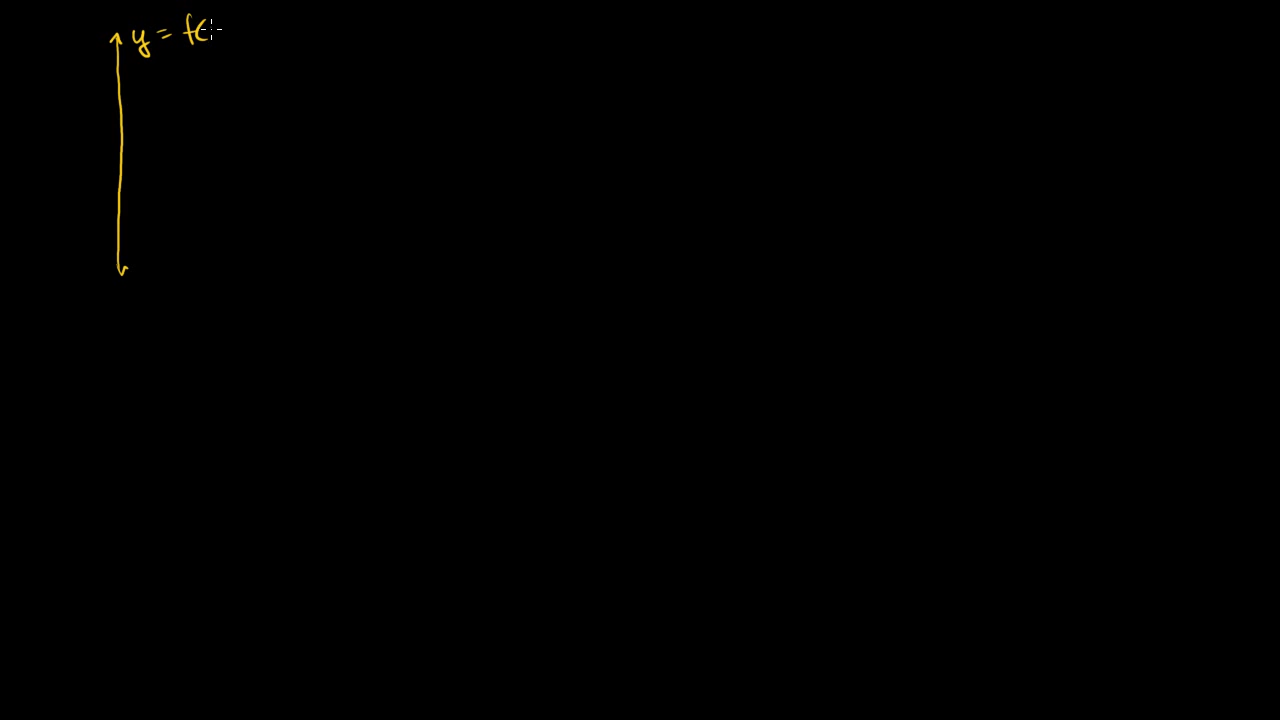 y = f(